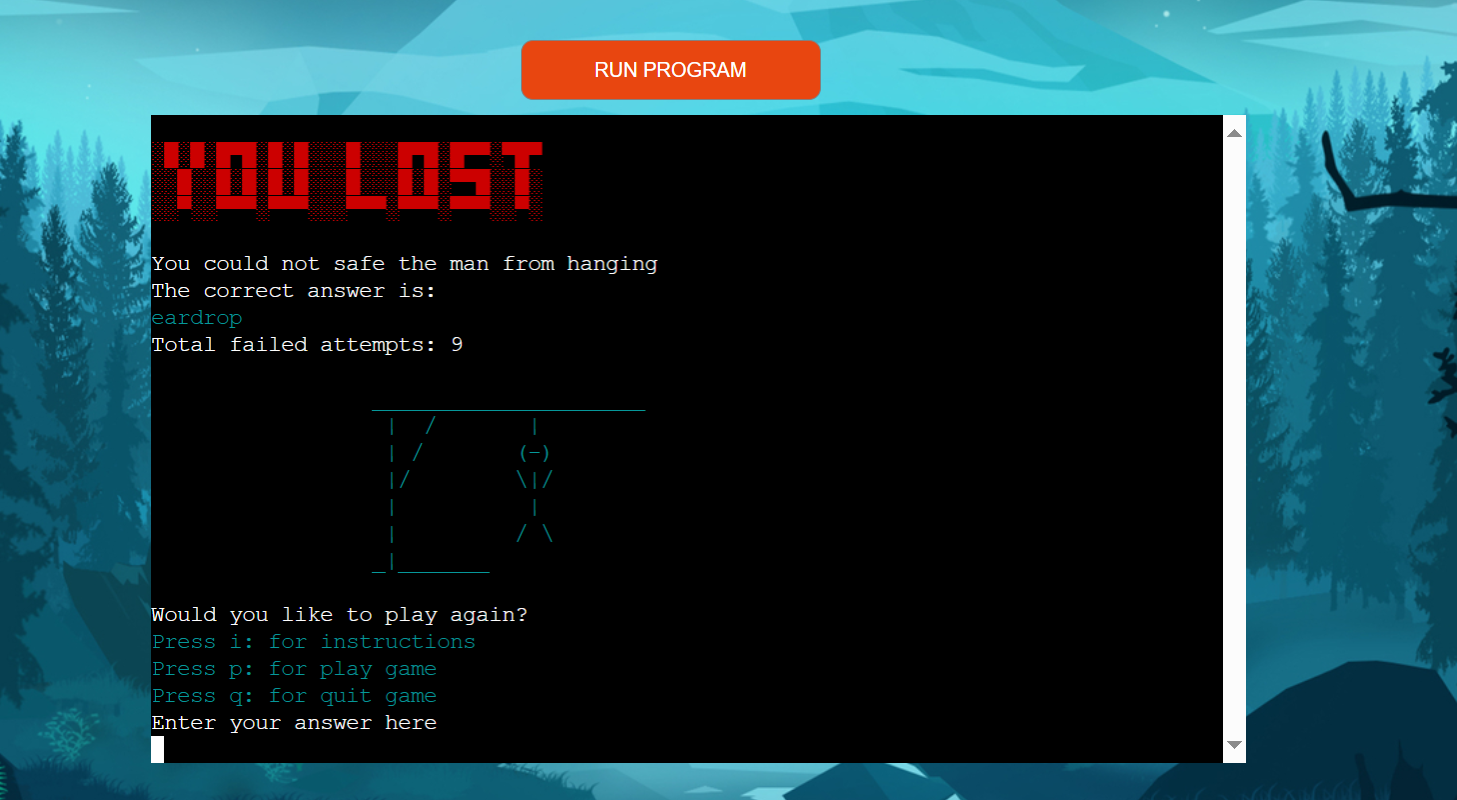 RUN PROGRAM
YOU LOST
You could not safe the man from hanging
The correct answer is:
eardrop
Total failed attempts: 9
Would you like to play again?
Press i: for instructions
Press p: for play game
Press q: for quit game
Enter your answer here